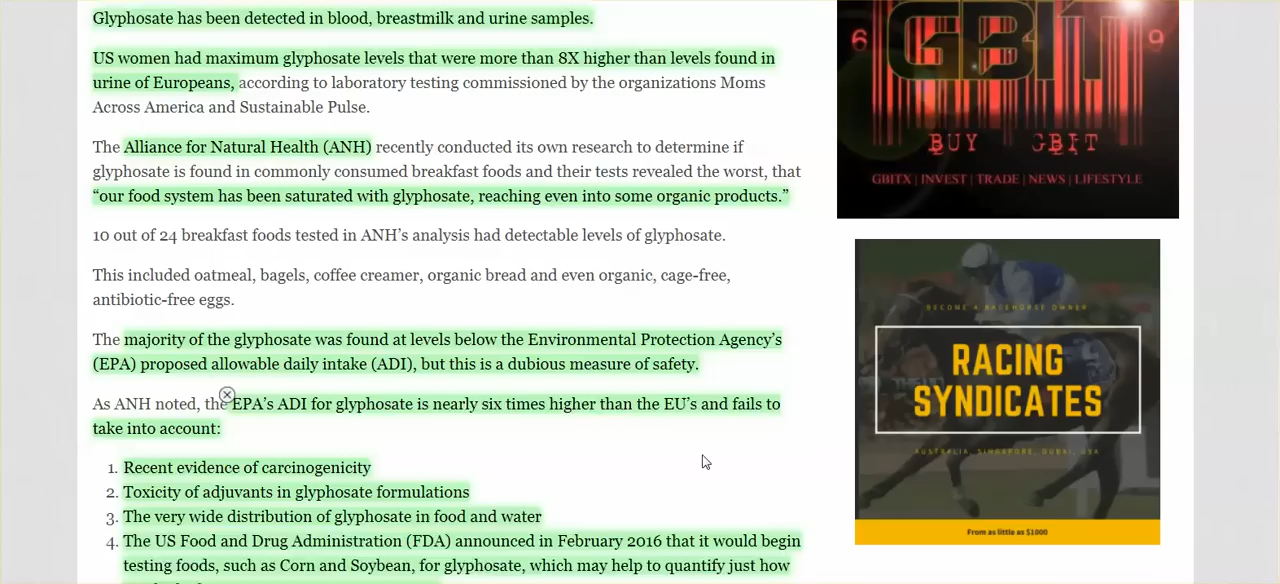 Glyphosate has been detected in blood, breastmilk and urine samples.
US women had maximum glyphosate levels that were more than 8X higher than levels found in
urine of Europeans, according to laboratory testing commissioned by the organizations Moms
Across America and Sustainable Pulse.
The Alliance for Natural Health (ANH) recently conducted its own research to determine if
glyphosate is found in commonly consumed breakfast foods and their tests revealed the worst, that
“our food system has been saturated with glyphosate, reaching even into some organic products.”
10 out of 24 breakfast foods tested in ANH’s analysis had detectable levels of glyphosate.
This included oatmeal, bagels, coffee creamer, organic bread and even organic, cage-free,
antibiotic-free eggs.
The majority of the glyphosate was found at levels below the Environmental Protection Agency’s
(EPA) proposed allowable daily intake (ADI), but this is a dubious measure of safety.
As ANH noted, the EPA’s ADI for glyphosate is nearly six times higher than the EU’s and fails to
take into account:
1. Recent evidence of carcinogenicity
2. Toxicity of adjuvants in glyphosate formulations
3. The very wide distribution of glyphosate in food and water
4. The US Food and Drug Administration (FDA) announced in February 2016 that it would begin
testing foods, such as Corn and Soybean, for glyphosate, which may help to quantify just how
GBIT
6 9
BUY GBIT
GBITX | INVEST | TRADE | NEWS | LIFESTYLE
BECOME A RACEHORSE OWNER
RACING
SYNDICATES
AUSTRALIA, SINGAPORE, DUBAI, USA
From as little as $1000